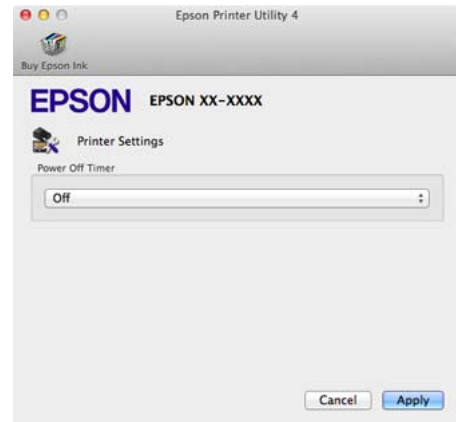 Epson Printer Utility 4
Buy Epson Ink
EPSON EPSON XX-XXXX
Printer Settings
Power Off Timer
Off
Cancel Apply